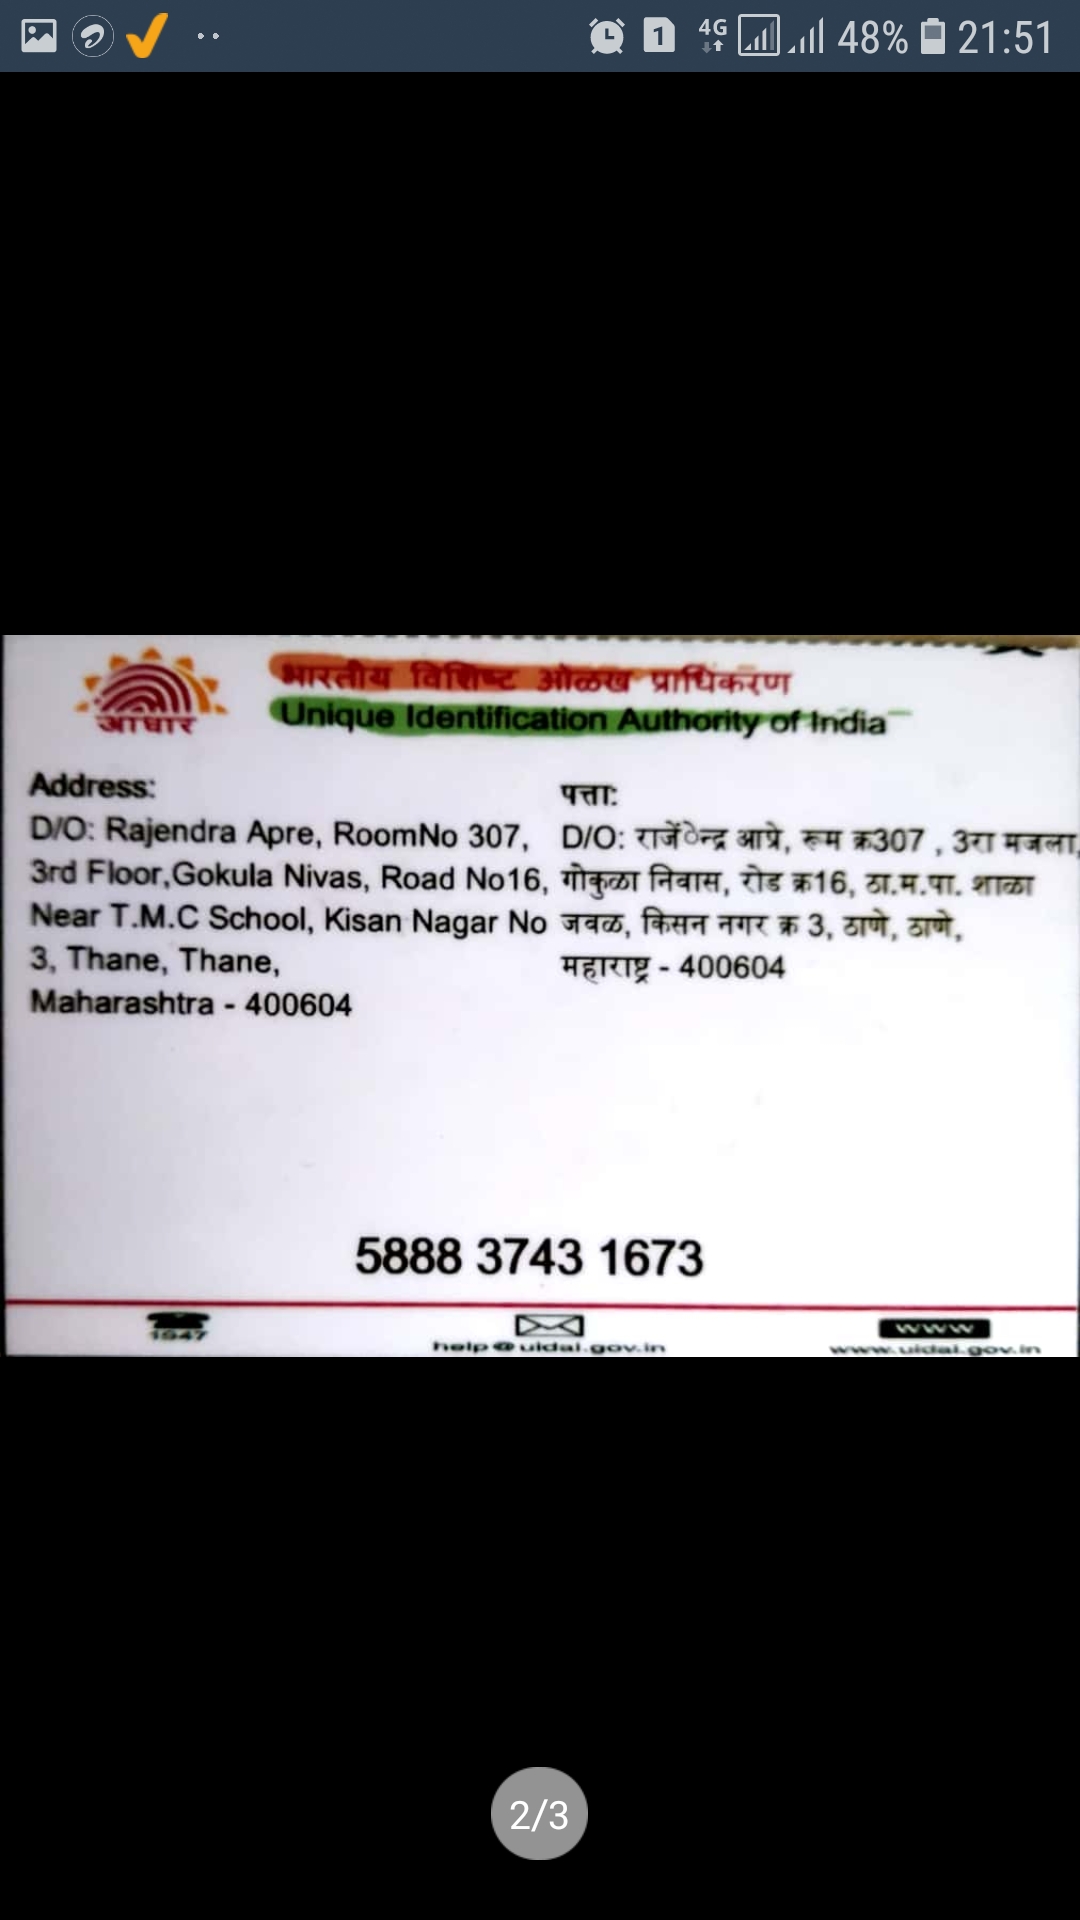 1 4G 48% 21:51
भारतीय विशिष्ट ओळख प्राधिकरण
Unique Identification Authority of India
आधार
Address:
D/O: Rajendra Apre, RoomNo 307,
3rd Floor,Gokula Nivas, Road No16,
Near T.M.C School, Kisan Nagar No
3, Thane, Thane,
Maharashtra - 400604
पत्ता:
D/O: राजेंेन्द्र आप्रे, रूम क्र307 , 3रा मजला,
गोकुळा निवास, रोड क्र16, ठा.म.पा. शाळा
जवळ, किसन नगर क्र 3, ठाणे, ठाणे,
महाराष्ट्र - 400604
5888 3743 1673
1947
help@uidai.gov.in
www
www.uidai.gov.in
2/3